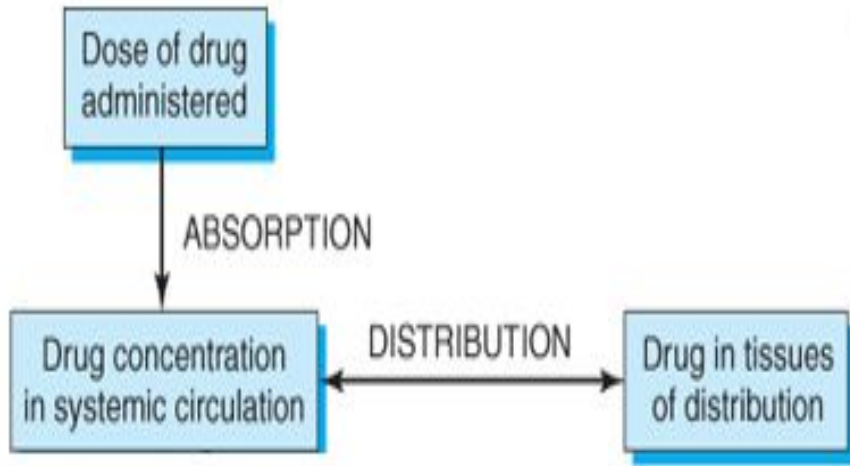 Dose of drug
administered
ABSORPTION
Drug concentration
in systemic circulation
DISTRIBUTION
Drug in tissues
of distribution